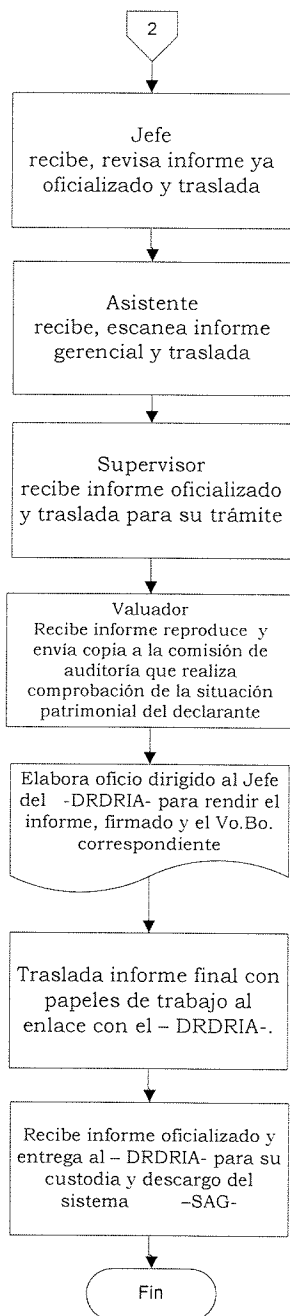 2
Jefe
recibe, revisa informe ya
oficializado y traslada
Asistente
recibe, escanea informe
gerencial y traslada
Supervisor
recibe informe oficializado
y traslada para su trámite
Valuador
Recibe informe reproduce y
envía copia a la comisión de
auditoría que realiza
comprobación de la situación
patrimonial del declarante
Elabora oficio dirigido al Jefe
del -DRDRIA- para rendir el
informe, firmado y el Vo.Bo.
correspondiente
Traslada informe final con
papeles de trabajo al
enlace con el – DRDRIA-.
Recibe informe oficializado y
entrega al – DRDRIA- para su
custodia y descargo del
sistema –SAG-
Fin